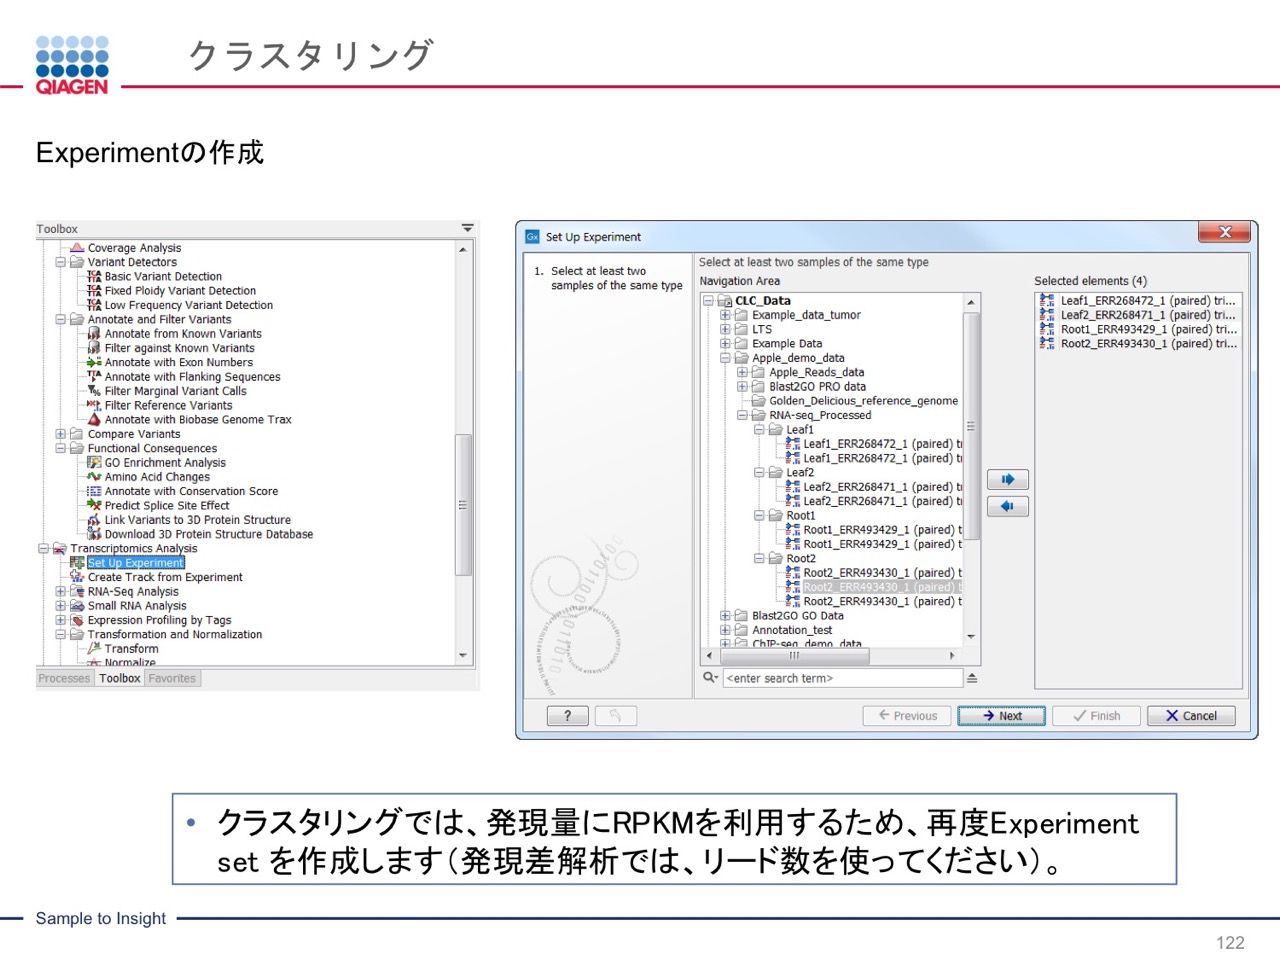 QIAGEN
クラスタリング
Experimentの作成
Toolbox
Coverage Analysis
Variant Detectors
Basic Variant Detection
Fixed Ploidy Variant Detection
Low Frequency Variant Detection
Annotate and Filter Variants
Annotate from Known Variants
Filter against Known Variants
Annotate with Exon Numbers
Annotate with Flanking Sequences
Filter Marginal Variant Calls
Filter Reference Variants
Annotate with Biobase Genome Trax
Compare Variants
Functional Consequences
GO Enrichment Analysis
Amino Acid Changes
Annotate with Conservation Score
Predict Splice Site Effect
Link Variants to 3D Protein Structure
Download 3D Protein Structure Database
Transcriptomics Analysis
Set Up Experiment
Create Track from Experiment
RNA-Seq Analysis
Small RNA Analysis
Expression Profiling by Tags
Transformation and Normalization
Transform
Normalize
Processes Toolbox Favorites
Gx Set Up Experiment
1. Select at least two
samples of the same type
Select at least two samples of the same type
Navigation Area
CLC_Data
Example_data_tumor
LTS
Example Data
Apple_demo_data
Apple_Reads_data
Blast2GO PRO data
Golden_Delicious_reference_genome
RNA-seq_Processed
Leaf1
Leaf1_ERR268472_1 (paired) tri
Leaf1_ERR268472_1 (paired) tri
Leaf2
Leaf2_ERR268471_1 (paired) tri
Leaf2_ERR268471_1 (paired) tri
Root1
Root1_ERR493429_1 (paired) t
Root1_ERR493429_1 (paired) t
Root2
Root2_ERR493430_1 (paired) t
Root2_ERR493430_1 (paired) t
Root2_ERR493430_1 (paired) t
Blast2GO GO Data
Annotation_test
ChIP-seq_demo_data
<enter search term>
Selected elements (4)
Leaf1_ERR268472_1 (paired) tri...
Leaf2_ERR268471_1 (paired) tri...
Root1_ERR493429_1 (paired) tri...
Root2_ERR493430_1 (paired) tri...
? Previous Next Finish Cancel
• クラスタリングでは、発現量にRPKMを利用するため、再度Experiment
set を作成します（発現差解析では、リード数を使ってください）。
Sample to Insight
122